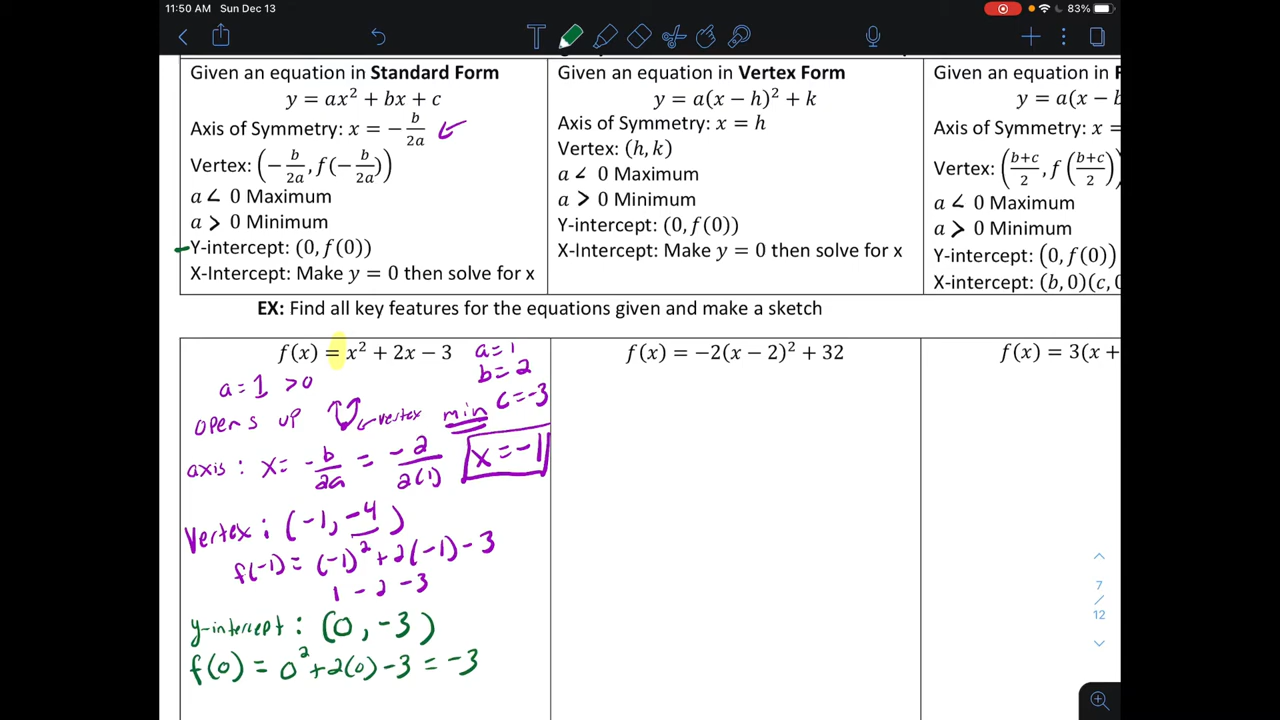 11:50 AM Sun Dec 13
83%
Given an equation in Standard Form
y = ax² + bx + c
Axis of Symmetry: x = −b/2a
Vertex: (−b/2a, f(−b/2a))
a < 0 Maximum
a > 0 Minimum
Y-intercept: (0, f(0))
X-Intercept: Make y = 0 then solve for x
Given an equation in Vertex Form
y = a(x − h)² + k
Axis of Symmetry: x = h
Vertex: (h, k)
a < 0 Maximum
a > 0 Minimum
Y-intercept: (0, f(0))
X-Intercept: Make y = 0 then solve for x
Given an equation in
y = a(x − b
Axis of Symmetry: x =
Vertex: (b+c/2, f(b+c/2))
a < 0 Maximum
a > 0 Minimum
Y-intercept: (0, f(0))
X-intercept: (b, 0)(c, 0
EX: Find all key features for the equations given and make a sketch
f(x) = x² + 2x − 3
a=1
b=2
c=-3
a=1 >0
opens up vertex min
axis: x= -b/2a = -2/2(1) x=-1
Vertex: (-1, -4)
f(-1) = (-1)² + 2(-1) - 3
1 - 2 - 3
y-intercept: (0, -3)
f(0) = 0² + 2(0) - 3 = -3
f(x) = −2(x − 2)² + 32
f(x) = 3(x +
7
/
12